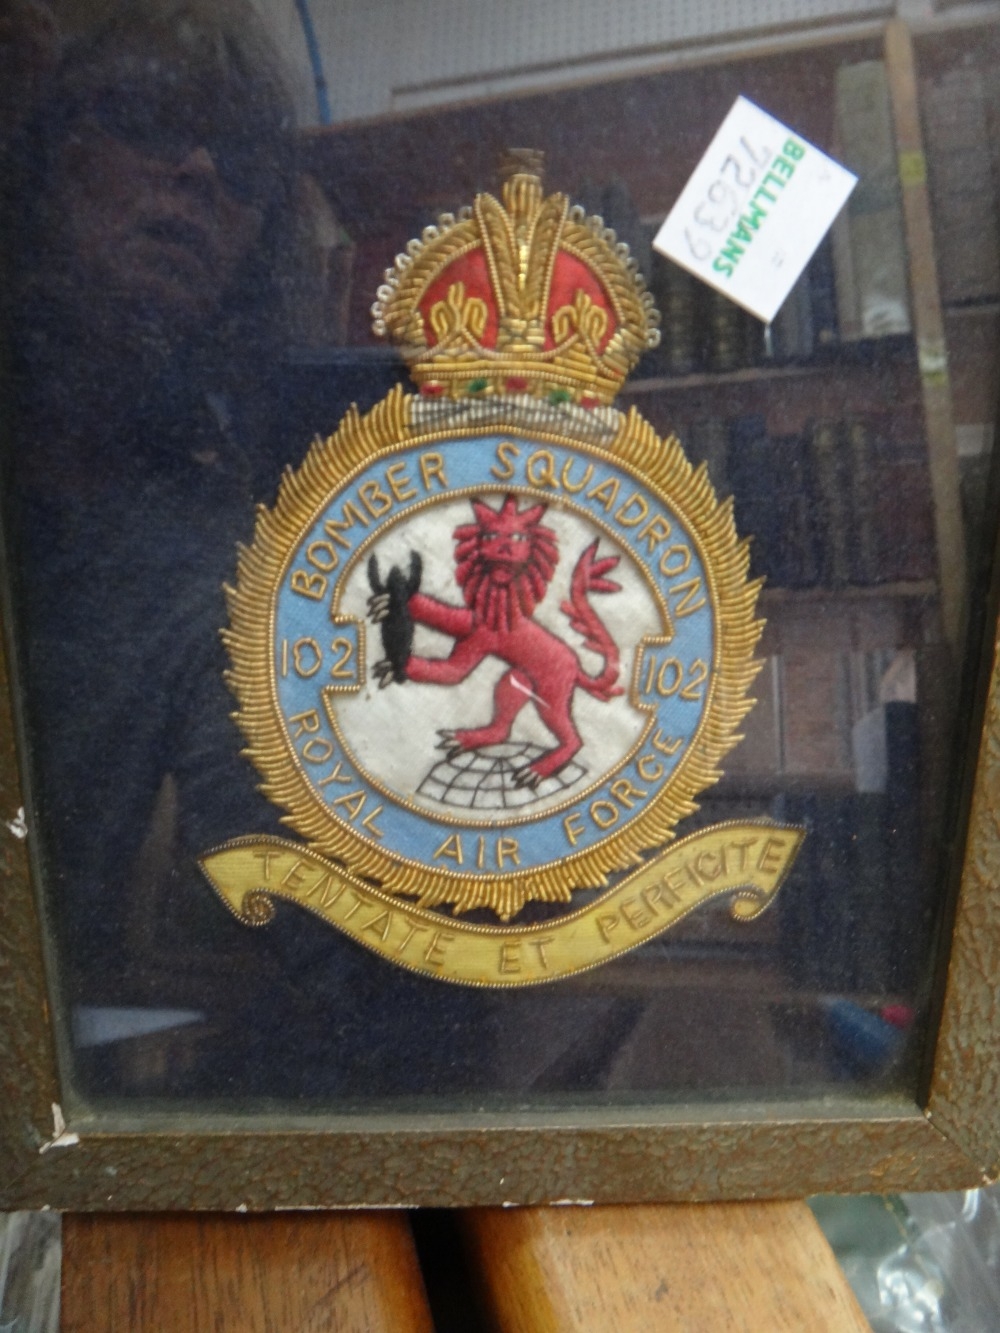 BELLMANS
72639
BOMBER SQUADRON
102 102
ROYAL AIR FORCE
TENTATE ET PERFICITE